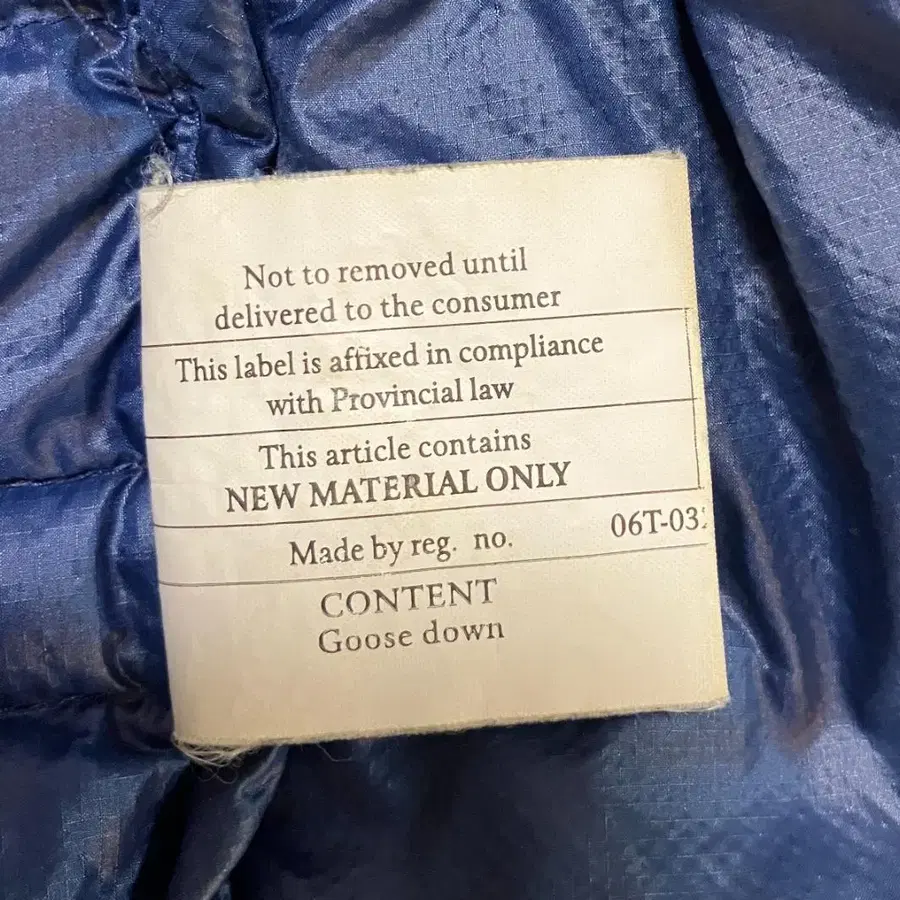 Not to removed until
delivered to the consumer
This label is affixed in compliance
with Provincial law
This article contains
NEW MATERIAL ONLY
Made by reg. no.
CONTENT
Goose down